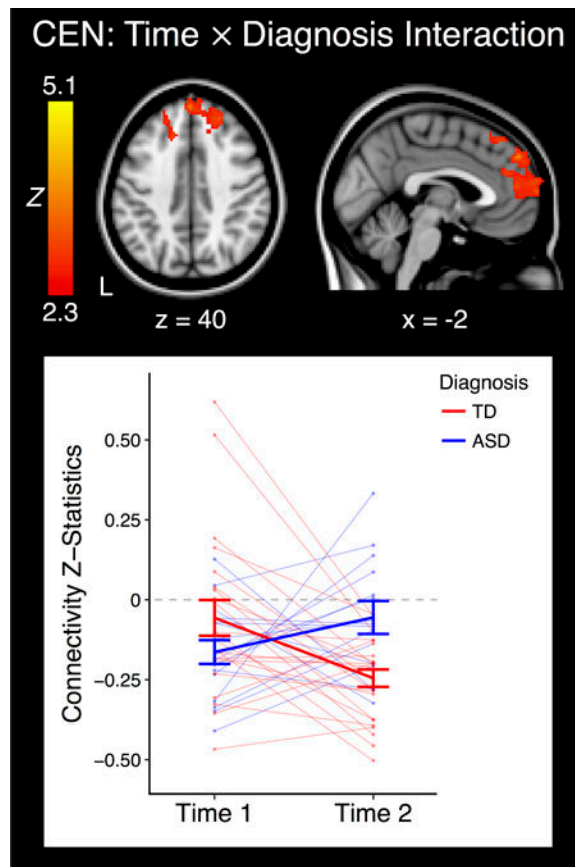 CEN: Time × Diagnosis Interaction
5.1
Z
2.3
L
z = 40
x = -2
Diagnosis
TD
ASD
Connectivity Z−Statistics
0.50
0.25
0
−0.25
−0.50
Time 1
Time 2